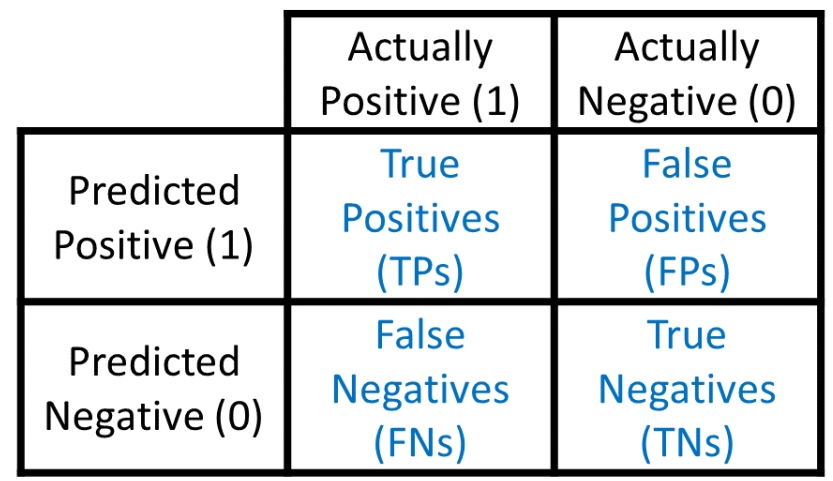 Actually
Positive (1)
Actually
Negative (0)
Predicted
Positive (1)
True
Positives
(TPs)
False
Positives
(FPs)
Predicted
Negative (0)
False
Negatives
(FNs)
True
Negatives
(TNs)